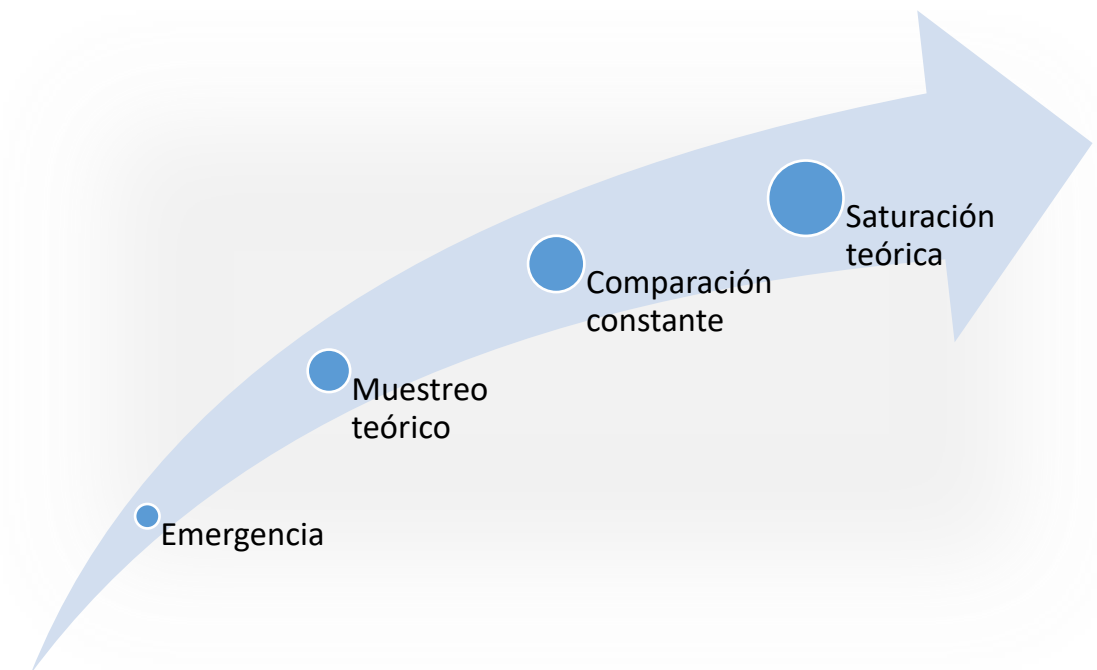 Emergencia
Muestreo
teórico
Comparación
constante
Saturación
teórica